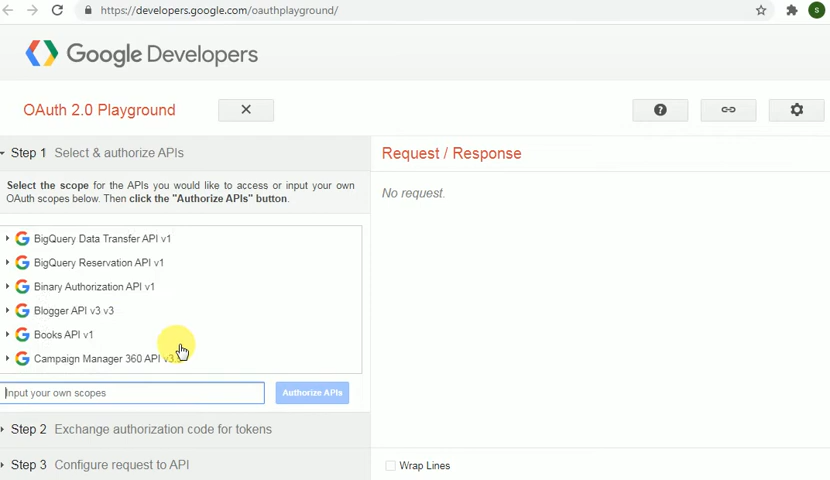 https://developers.google.com/oauthplayground/
S
Google Developers
OAuth 2.0 Playground
Step 1 Select & authorize APIs
Request / Response
Select the scope for the APIs you would like to access or input your own
OAuth scopes below. Then click the "Authorize APIs" button.
No request.
BigQuery Data Transfer API v1
BigQuery Reservation API v1
Binary Authorization API v1
Blogger API v3 v3
Books API v1
Campaign Manager 360 API
Input your own scopes
Authorize APIs
Step 2 Exchange authorization code for tokens
Step 3 Configure request to API
Wrap Lines